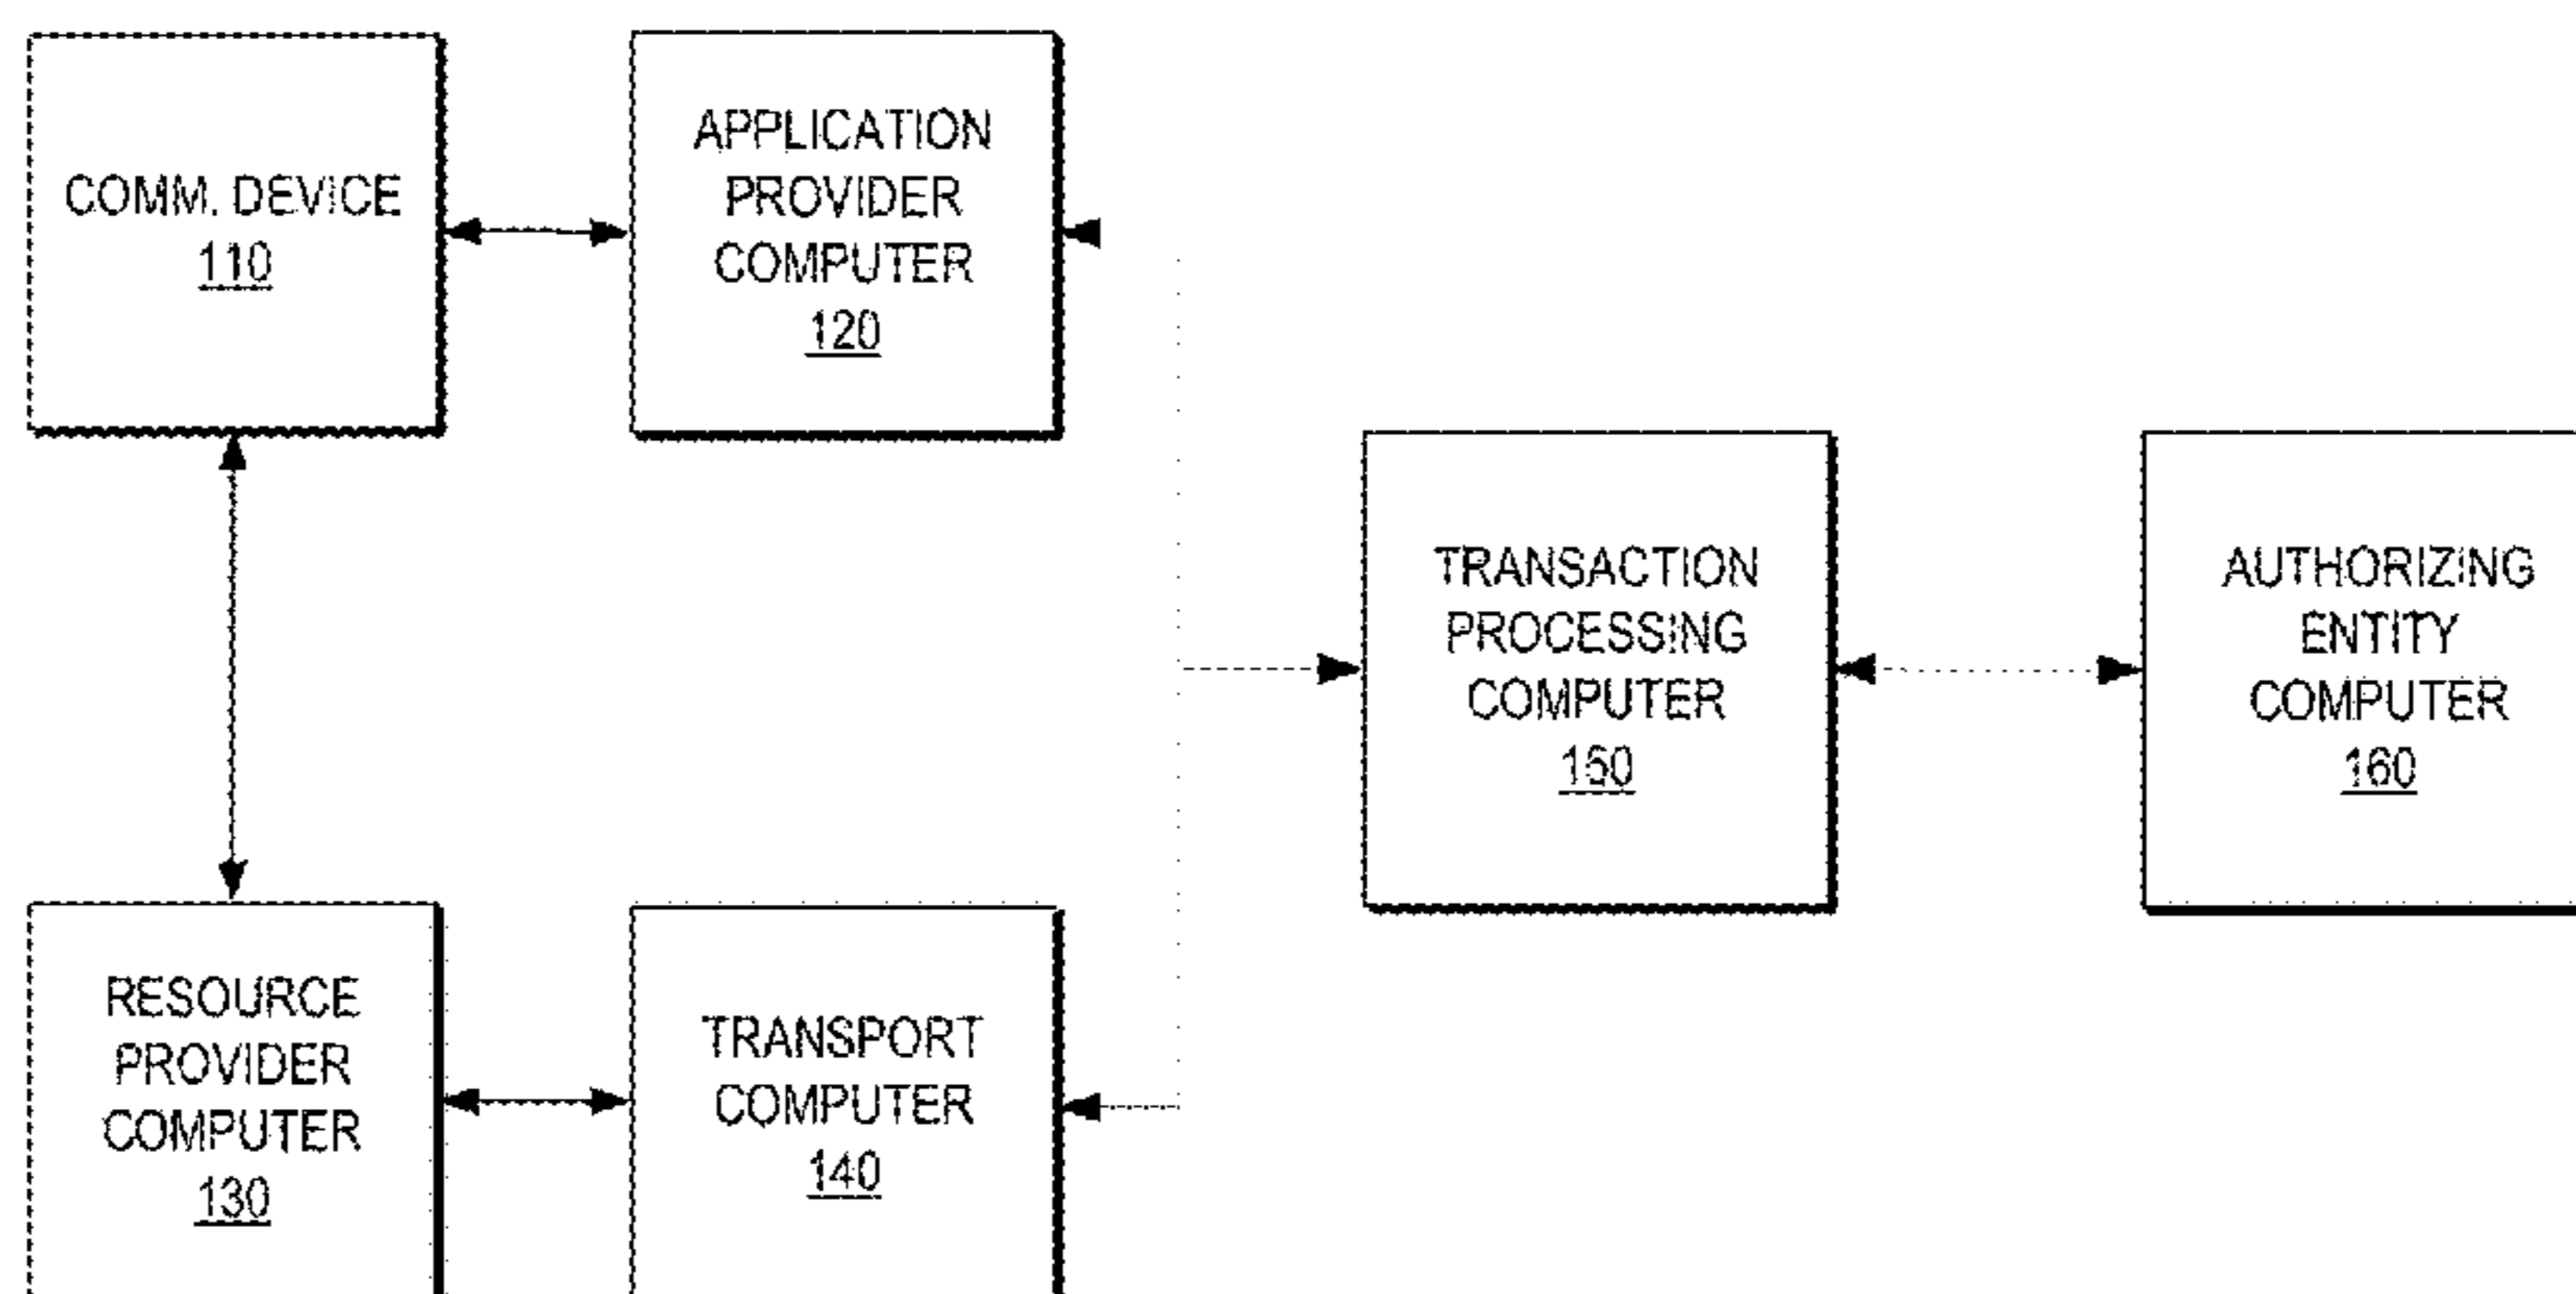 COMM. DEVICE
110
APPLICATION
PROVIDER
COMPUTER
120
TRANSACTION
PROCESSING
COMPUTER
150
AUTHORIZING
ENTITY
COMPUTER
160
RESOURCE
PROVIDER
COMPUTER
130
TRANSPORT
COMPUTER
140